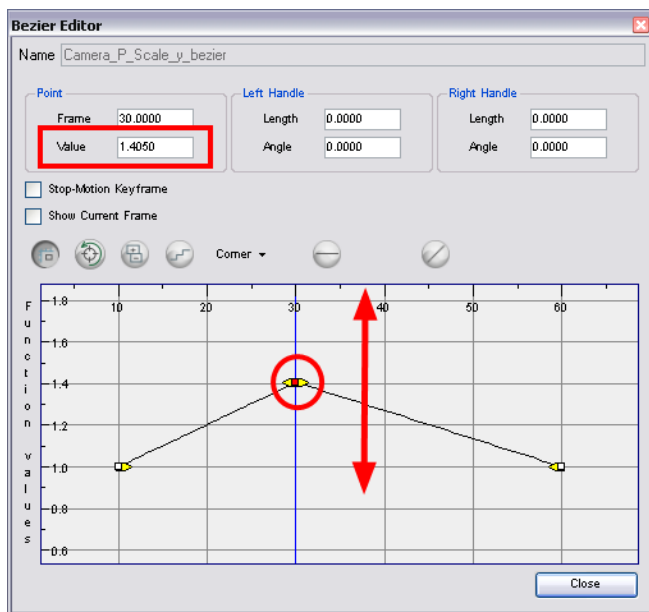 Bezier Editor
Name Camera_P_Scale_y_bezier
Point Left Handle Right Handle
Frame 30.0000 Length 0.0000 Length 0.0000
Value 1.4050 Angle 0.0000 Angle 0.0000
Stop-Motion Keyframe
Show Current Frame
Corner
Function values
1.8
10 20 30 40 50 60
1.6
1.4
1.2
1.0
0.8
0.6
Close